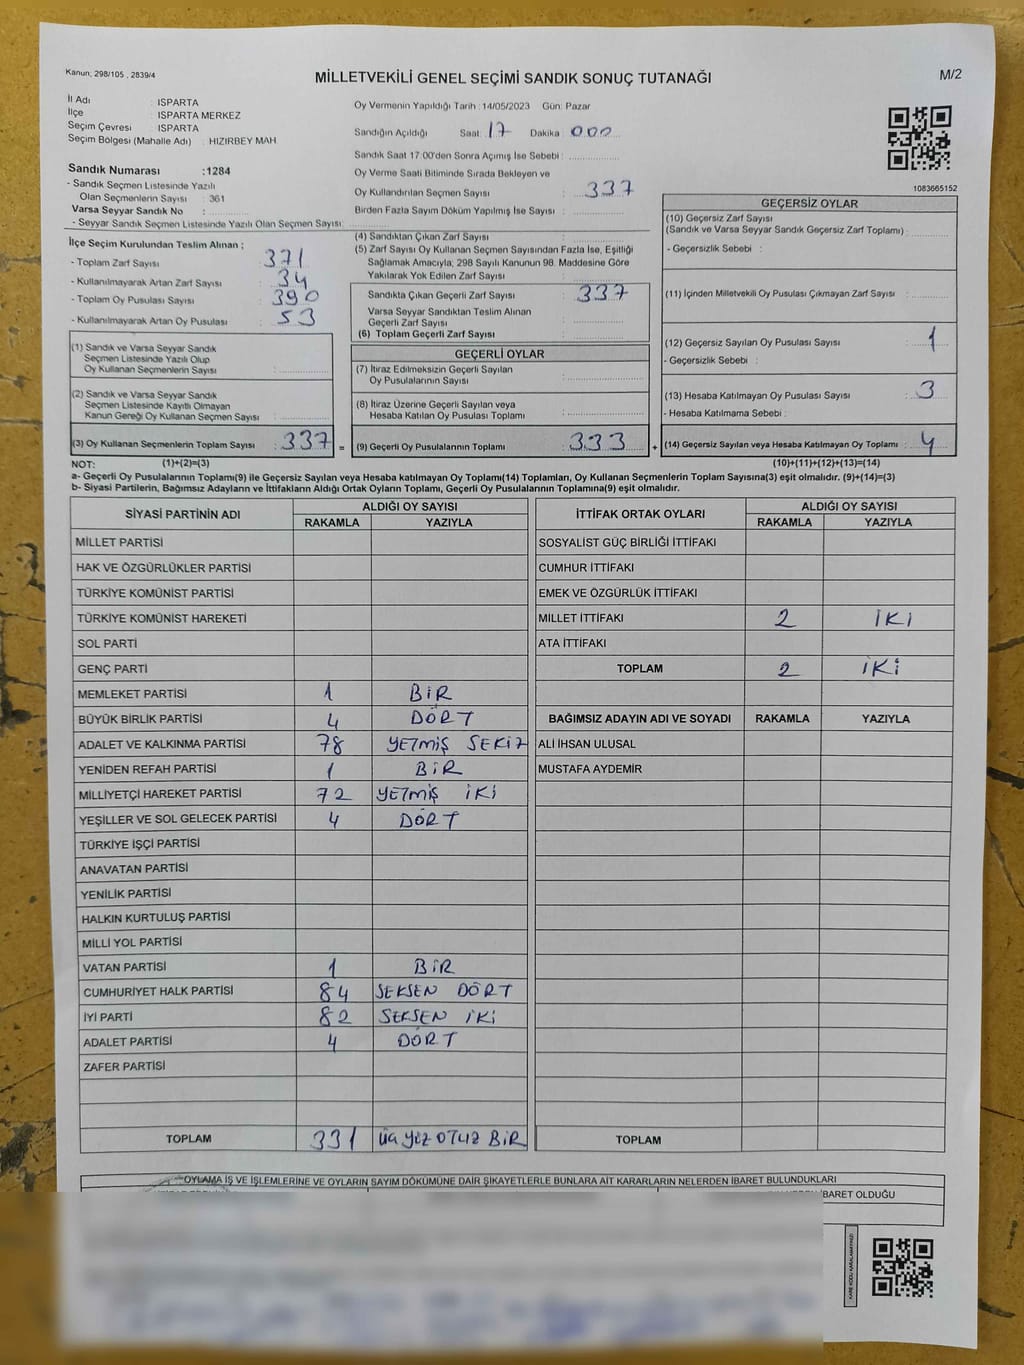 Kanun; 298/105 , 2839/4
MİLLETVEKİLİ GENEL SEÇİMİ SANDIK SONUÇ TUTANAĞI
M/2
İl Adı : ISPARTA
İlçe : ISPARTA MERKEZ
Seçim Çevresi : ISPARTA
Seçim Bölgesi (Mahalle Adı) : HIZIRBEY MAH
Sandık Numarası :1284
- Sandık Seçmen Listesinde Yazılı
Olan Seçmenlerin Sayısı : 361
Varsa Seyyar Sandık No :
- Seyyar Sandık Seçmen Listesinde Yazılı Olan Seçmen Sayısı:
Oy Vermenin Yapıldığı Tarih :14/05/2023 Gün: Pazar
Sandığın Açıldığı Saat 17 Dakika 000
Sandık Saat 17:00'den Sonra Açımış İse Sebebi :
Oy Verme Saati Bitiminde Sırada Bekleyen ve
Oy Kullandırılan Seçmen Sayısı : 337
Birden Fazla Sayım Döküm Yapılmış İse Sayısı :
1083665152
İlçe Seçim Kurulundan Teslim Alınan ;
- Toplam Zarf Sayısı : 371
- Kullanılmayarak Artan Zarf Sayısı : 34
- Toplam Oy Pusulası Sayısı : 390
- Kullanılmayarak Artan Oy Pusulası : 53
(1) Sandık ve Varsa Seyyar Sandık
Seçmen Listesinde Yazılı Olup
Oy Kullanan Seçmenlerin Sayısı :
(2) Sandık ve Varsa Seyyar Sandık
Seçmen Listesinde Kayıtlı Olmayan
Kanun Gereği Oy Kullanan Seçmen Sayısı :
(3) Oy Kullanan Seçmenlerin Toplam Sayısı : 337 =
(1)+(2)=(3)
(4) Sandıktan Çıkan Zarf Sayısı :
(5) Zarf Sayısı Oy Kullanan Seçmen Sayısından Fazla İse, Eşitliği
Sağlamak Amacıyla; 298 Sayılı Kanunun 98. Maddesine Göre
Yakılarak Yok Edilen Zarf Sayısı :
Sandıkta Çıkan Geçerli Zarf Sayısı : 337
Varsa Seyyar Sandıktan Teslim Alınan
Geçerli Zarf Sayısı :
(6) Toplam Geçerli Zarf Sayısı :
GEÇERLİ OYLAR
(7) İtiraz Edilmeksizin Geçerli Sayılan
Oy Pusulalarının Sayısı :
(8) İtiraz Üzerine Geçerli Sayılan veya
Hesaba Katılan Oy Pusulası Toplamı :
(9) Geçerli Oy Pusulalarının Toplamı : 333 +
GEÇERSİZ OYLAR
(10) Geçersiz Zarf Sayısı
(Sandık ve Varsa Seyyar Sandık Geçersiz Zarf Toplamı) :
- Geçersizlik Sebebi :
(11) İçinden Milletvekili Oy Pusulası Çıkmayan Zarf Sayısı :
(12) Geçersiz Sayılan Oy Pusulası Sayısı : 1
- Geçersizlik Sebebi :
(13) Hesaba Katılmayan Oy Pusulası Sayısı : 3
- Hesaba Katılmama Sebebi :
(14) Geçersiz Sayılan veya Hesaba Katılmayan Oy Toplamı : 4
(10)+(11)+(12)+(13)=(14)
NOT:
a- Geçerli Oy Pusulalarının Toplamı(9) ile Geçersiz Sayılan veya Hesaba katılmayan Oy Toplamı(14) Toplamları, Oy Kullanan Seçmenlerin Toplam Sayısına(3) eşit olmalıdır. (9)+(14)=(3)
b- Siyasi Partilerin, Bağımsız Adayların ve İttifakların Aldığı Ortak Oyların Toplamı, Geçerli Oy Pusulalarının Toplamına(9) eşit olmalıdır.
SİYASİ PARTİNİN ADI ALDIĞI OY SAYISI
RAKAMLA YAZIYLA
MİLLET PARTİSİ
HAK VE ÖZGÜRLÜKLER PARTİSİ
TÜRKİYE KOMÜNİST PARTİSİ
TÜRKİYE KOMÜNİST HAREKETİ
SOL PARTİ
GENÇ PARTİ
MEMLEKET PARTİSİ 1 BİR
BÜYÜK BİRLİK PARTİSİ 4 DÖRT
ADALET VE KALKINMA PARTİSİ 78 YETMİŞ SEKİZ
YENİDEN REFAH PARTİSİ 1 BİR
MİLLİYETÇİ HAREKET PARTİSİ 72 YETMİŞ İKİ
YEŞİLLER VE SOL GELECEK PARTİSİ 4 DÖRT
TÜRKİYE İŞÇİ PARTİSİ
ANAVATAN PARTİSİ
YENİLİK PARTİSİ
HALKIN KURTULUŞ PARTİSİ
MİLLİ YOL PARTİSİ
VATAN PARTİSİ 1 BİR
CUMHURİYET HALK PARTİSİ 84 SEKSEN DÖRT
İYİ PARTİ 82 SEKSEN İKİ
ADALET PARTİSİ 4 DÖRT
ZAFER PARTİSİ
TOPLAM 331 ÜÇ YÜZ OTUZ BİR
İTTİFAK ORTAK OYLARI ALDIĞI OY SAYISI
RAKAMLA YAZIYLA
SOSYALİST GÜÇ BİRLİĞİ İTTİFAKI
CUMHUR İTTİFAKI
EMEK VE ÖZGÜRLÜK İTTİFAKI
MİLLET İTTİFAKI 2 İKİ
ATA İTTİFAKI
TOPLAM 2 İKİ
BAĞIMSIZ ADAYIN ADI VE SOYADI RAKAMLA YAZIYLA
ALİ İHSAN ULUSAL
MUSTAFA AYDEMİR
TOPLAM
OYLAMA İŞ VE İŞLEMLERİNE VE OYLARIN SAYIM DÖKÜMÜNE DAİR ŞİKAYETLERLE BUNLARA AİT KARARLARIN NELERDEN İBARET BULUNDUKLARI
İBARET OLDUĞU
KARE KODU KARALAMAYINIZ!